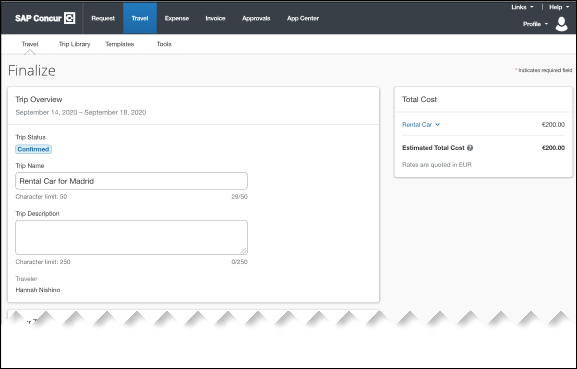 Links | Help
SAP Concur C Request Travel Expense Invoice Approvals App Center
Profile
Travel Trip Library Templates Tools
Finalize
* Indicates required field
Trip Overview
September 14, 2020 – September 18, 2020
Trip Status
Confirmed
Trip Name
Rental Car for Madrid
Character limit: 50 29/50
Trip Description
Character limit: 250 0/250
Traveler
Hannah Nishino
Total Cost
Rental Car €200.00
Estimated Total Cost ? €200.00
Rates are quoted in EUR